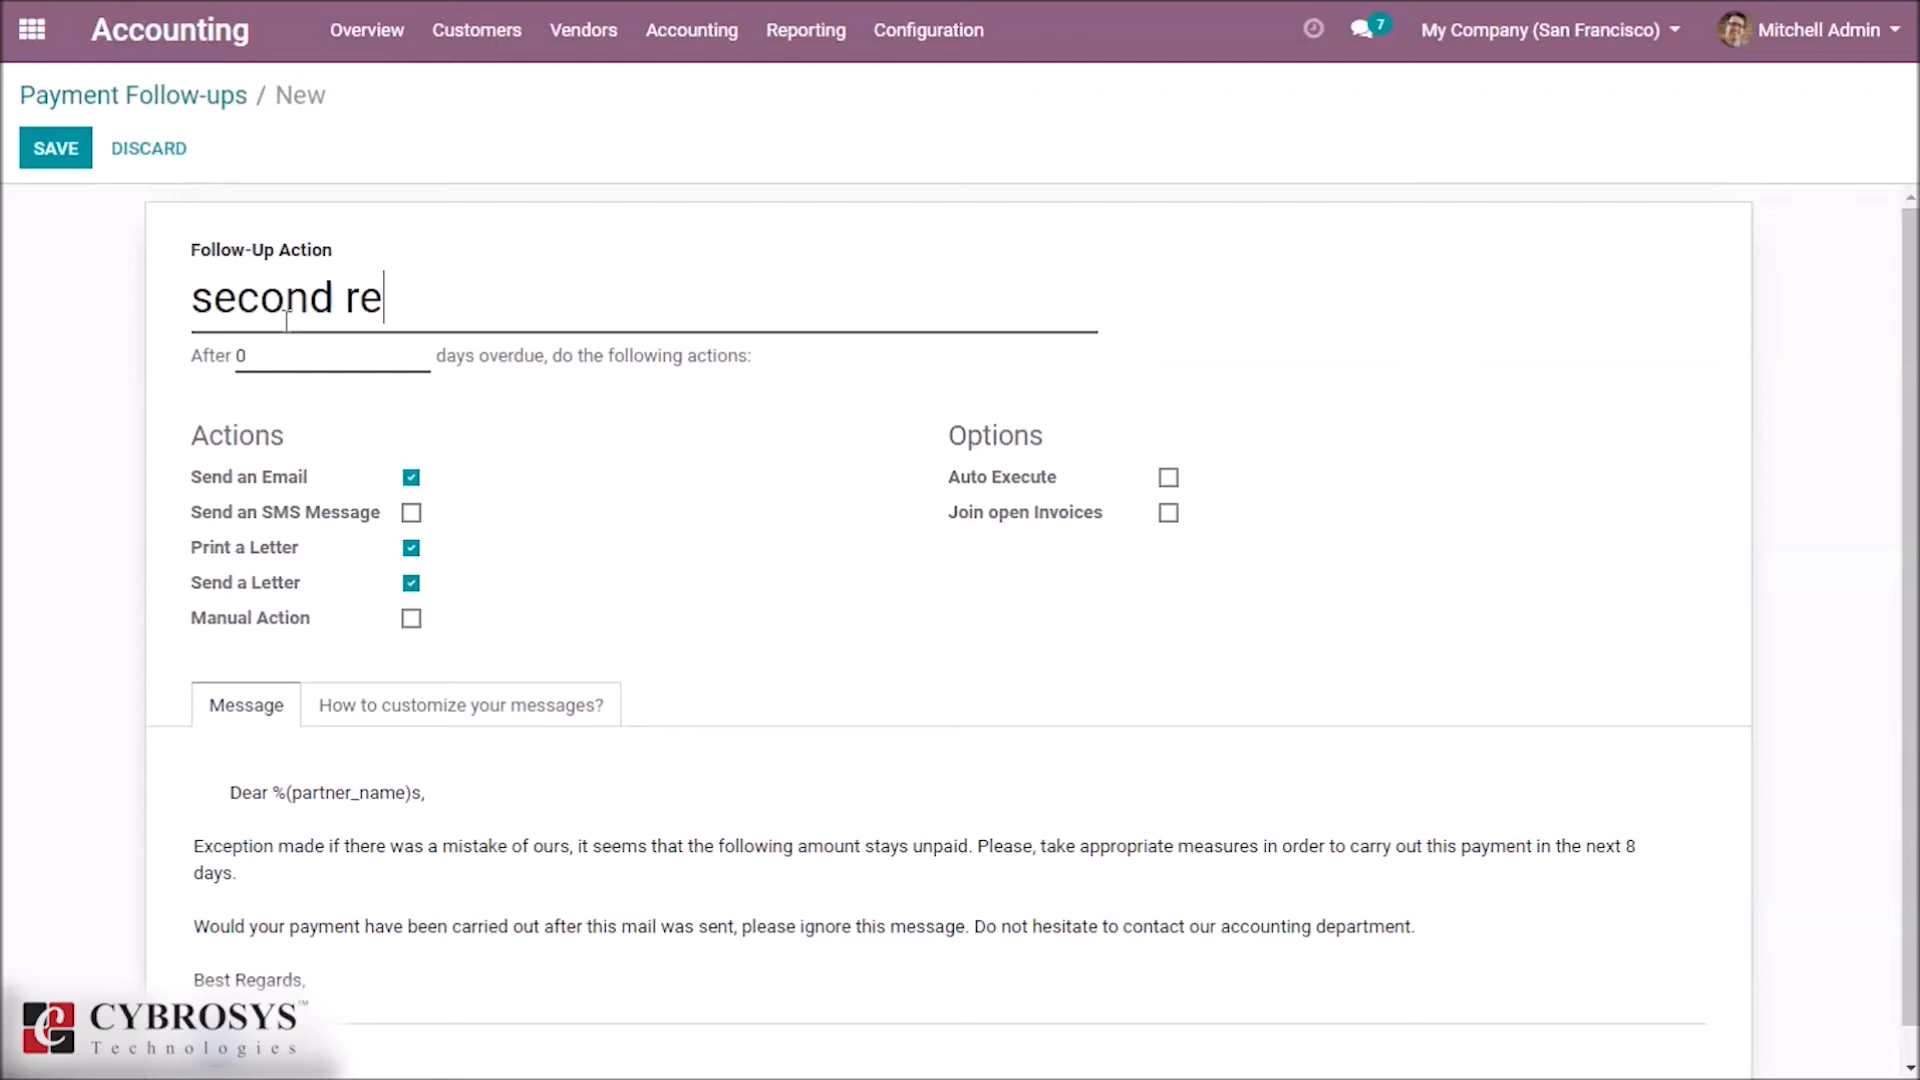 Accounting Overview Customers Vendors Accounting Reporting Configuration 7 My Company (San Francisco) Mitchell Admin
Payment Follow-ups / New
SAVE DISCARD
Follow-Up Action
second re
After 0 days overdue, do the following actions:
Actions Options
Send an Email Auto Execute
Send an SMS Message Join open Invoices
Print a Letter
Send a Letter
Manual Action
Message How to customize your messages?
Dear %(partner_name)s,
Exception made if there was a mistake of ours, it seems that the following amount stays unpaid. Please, take appropriate measures in order to carry out this payment in the next 8
days.
Would your payment have been carried out after this mail was sent, please ignore this message. Do not hesitate to contact our accounting department.
Best Regards,
CYBROSYS™
Technologies